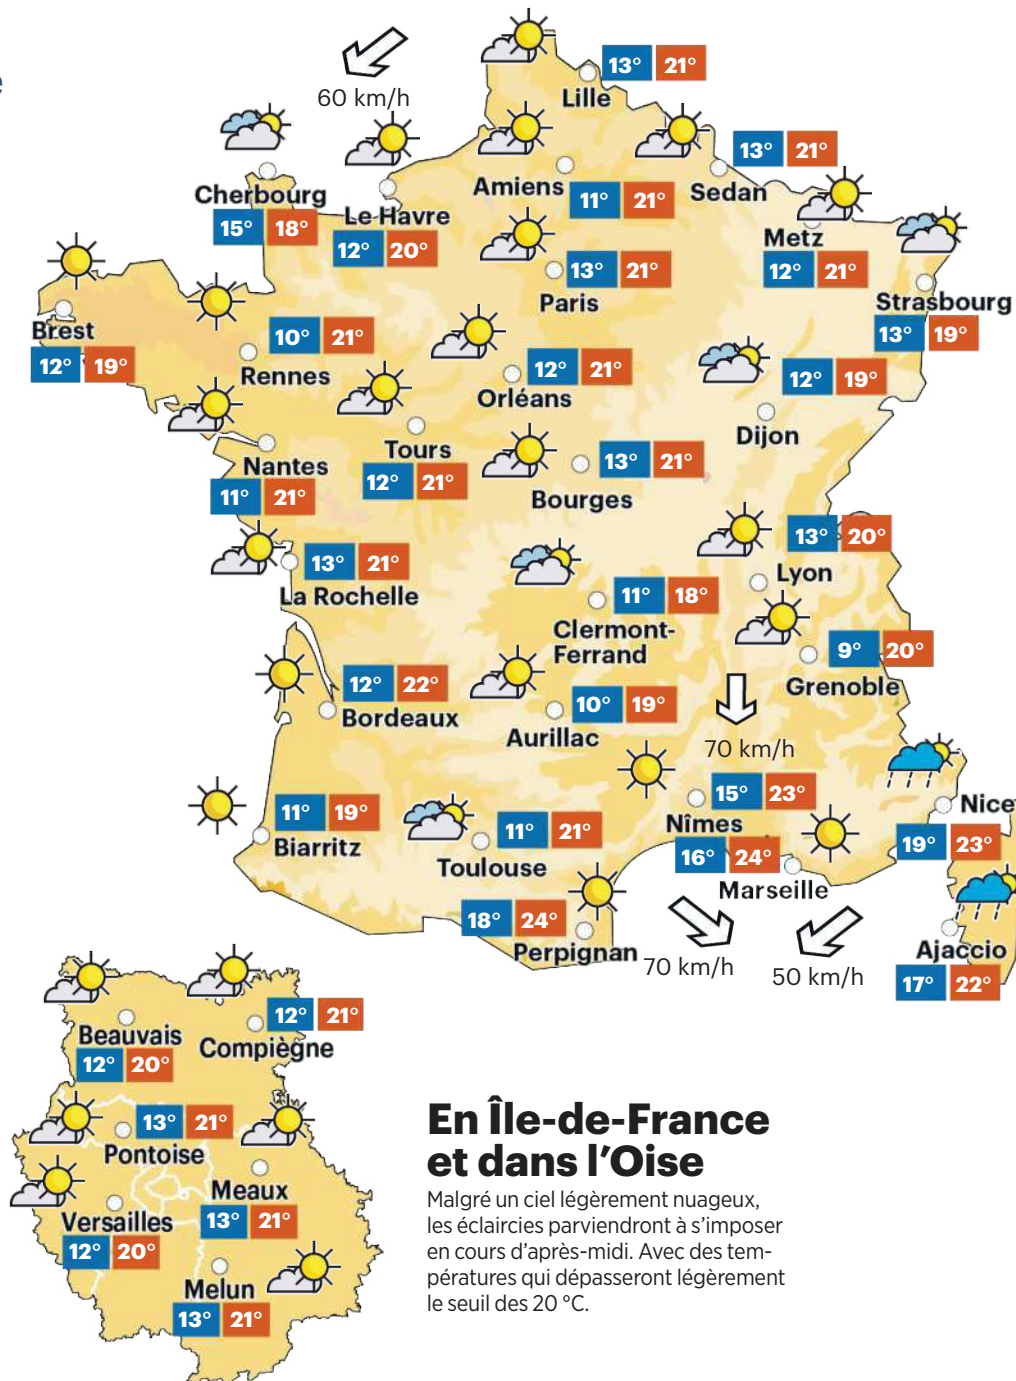 60 km/h
13° 21°
Lille
Cherbourg
15° 18°
Le Havre
12° 20°
Amiens
11° 21°
13° 21°
Sedan
Metz
12° 21°
13° 21°
Paris
Strasbourg
13° 19°
Brest
12° 19°
10° 21°
Rennes
12° 21°
Orléans
12° 19°
Dijon
Nantes
11° 21°
Tours
12° 21°
13° 21°
Bourges
13° 21°
La Rochelle
13° 20°
Lyon
11° 18°
Clermont-
Ferrand
9° 20°
Grenoble
12° 22°
Bordeaux
10° 19°
Aurillac
70 km/h
11° 19°
Biarritz
11° 21°
Toulouse
15° 23°
Nîmes
16° 24°
Marseille
Nice
19° 23°
18° 24°
Perpignan
70 km/h
50 km/h
Ajaccio
17° 22°
Beauvais
12° 20°
12° 21°
Compiègne
13° 21°
Pontoise
Meaux
13° 21°
Versailles
12° 20°
Melun
13° 21°
En Île-de-France
et dans l'Oise
Malgré un ciel légèrement nuageux,
les éclaircies parviendront à s'imposer
en cours d'après-midi. Avec des tem-
pératures qui dépasseront légèrement
le seuil des 20 °C.